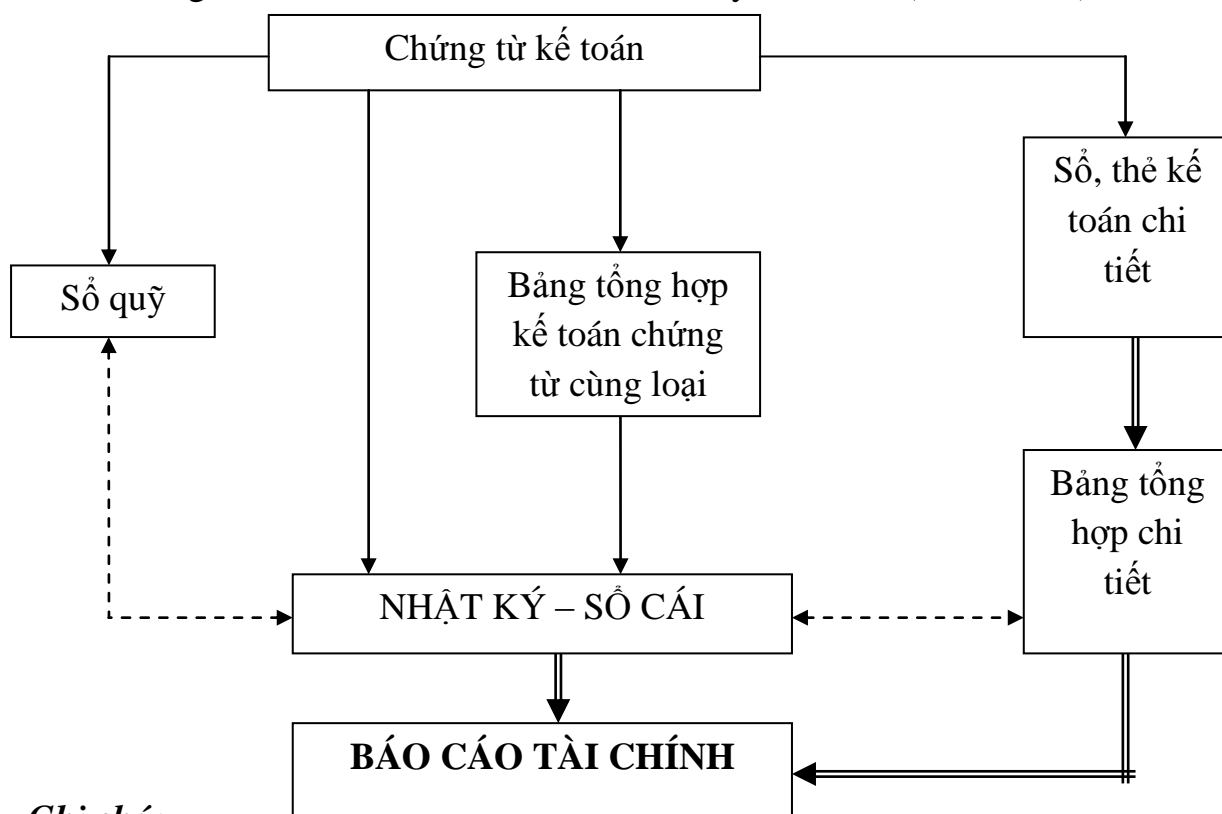 Chứng từ kế toán
Sổ, thẻ kế
toán chi
tiết
Sổ quỹ
Bảng tổng hợp
kế toán chứng
từ cùng loại
Bảng tổng
hợp chi
tiết
NHẬT KÝ – SỔ CÁI
BÁO CÁO TÀI CHÍNH